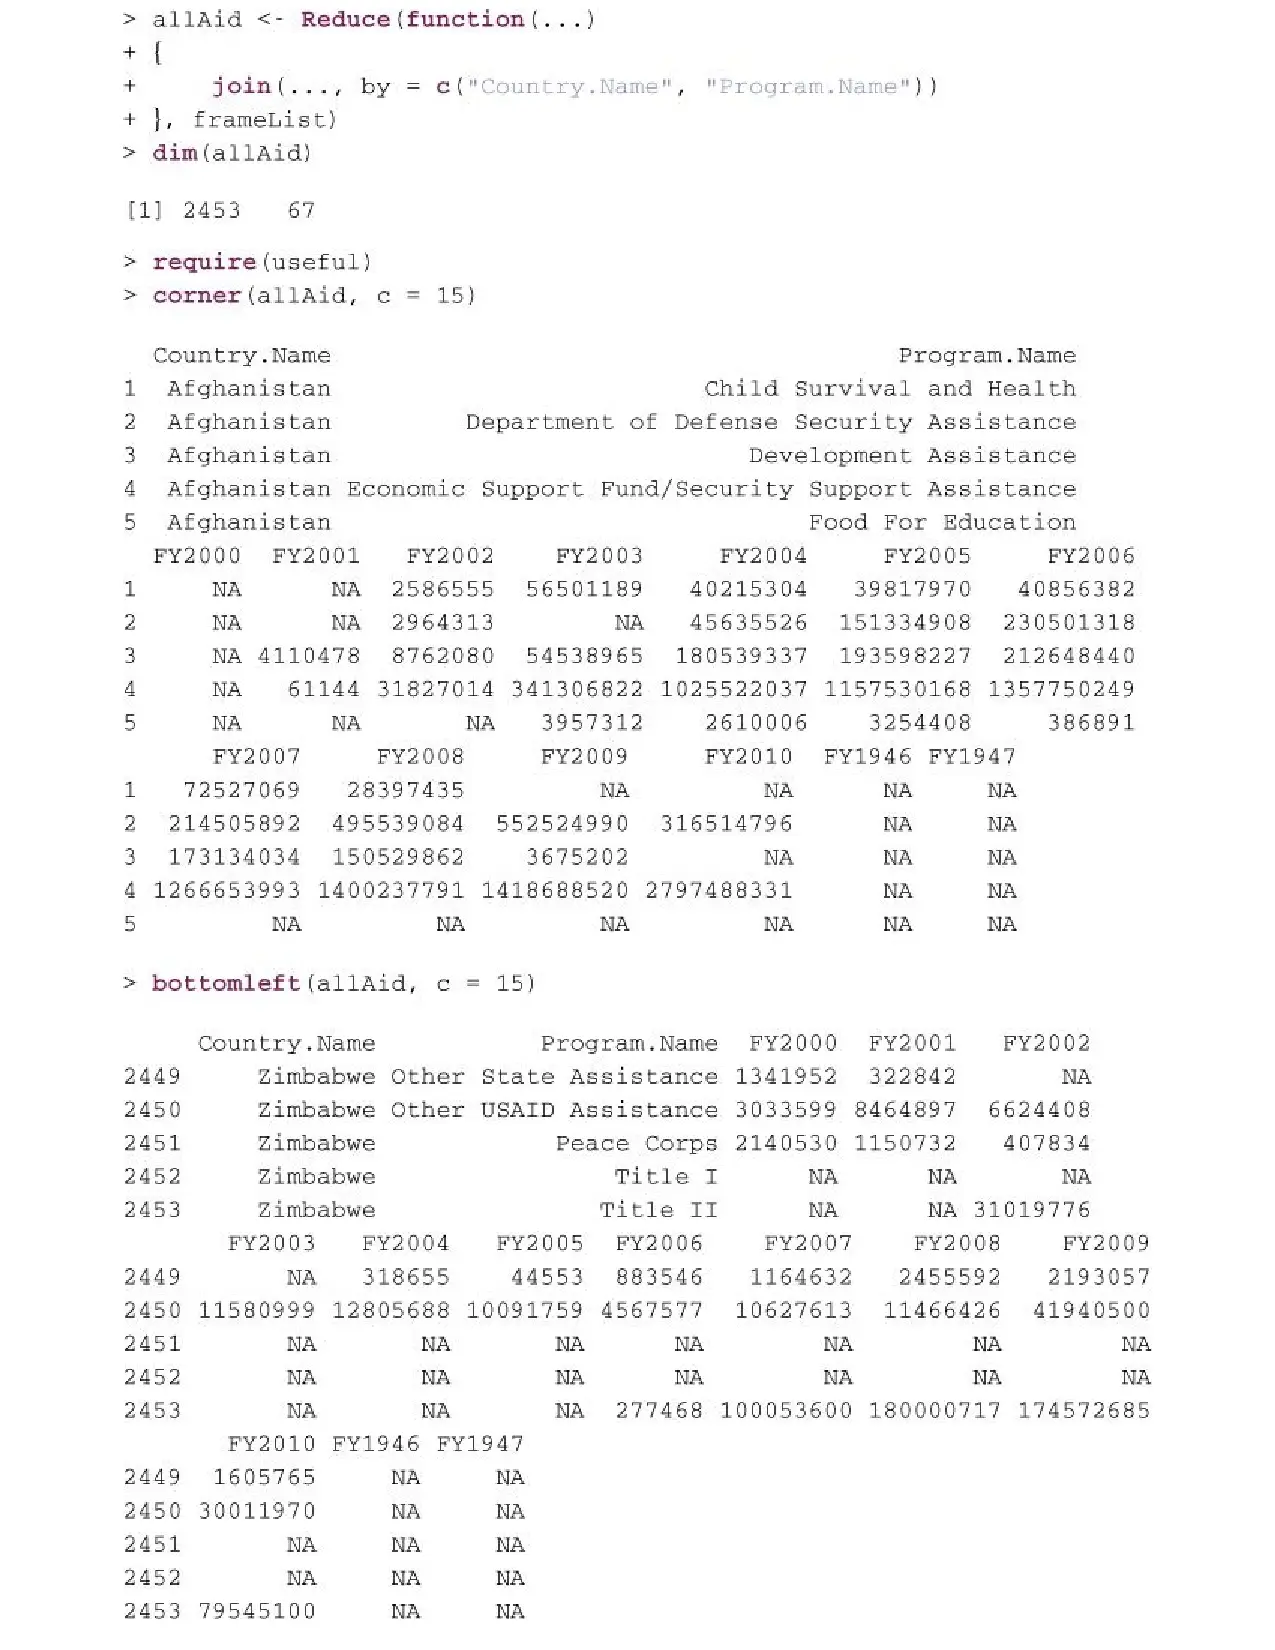 > allAid <- Reduce(function(...)
+ {
+     join(..., by = c("Country.Name", "Program.Name"))
+ }, frameList)
> dim(allAid)
[1] 2453   67
> require(useful)
> corner(allAid, c = 15)
  Country.Name                                      Program.Name
1  Afghanistan                         Child Survival and Health
2  Afghanistan         Department of Defense Security Assistance
3  Afghanistan                            Development Assistance
4  Afghanistan Economic Support Fund/Security Support Assistance
5  Afghanistan                                Food For Education
  FY2000  FY2001   FY2002    FY2003     FY2004     FY2005     FY2006
1     NA      NA  2586555  56501189   40215304   39817970   40856382
2     NA      NA  2964313        NA   45635526  151334908  230501318
3     NA 4110478  8762080  54538965  180539337  193598227  212648440
4     NA   61144 31827014 341306822 1025522037 1157530168 1357750249
5     NA      NA       NA   3957312    2610006    3254408     386891
      FY2007     FY2008     FY2009     FY2010  FY1946 FY1947
1   72527069   28397435         NA         NA      NA     NA
2  214505892  495539084  552524990  316514796      NA     NA
3  173134034  150529862    3675202         NA      NA     NA
4 1266653993 1400237791 1418688520 2797488331      NA     NA
5         NA         NA         NA         NA      NA     NA
> bottomleft(allAid, c = 15)
     Country.Name           Program.Name  FY2000  FY2001   FY2002
2449     Zimbabwe Other State Assistance 1341952  322842       NA
2450     Zimbabwe Other USAID Assistance 3033599 8464897  6624408
2451     Zimbabwe            Peace Corps 2140530 1150732   407834
2452     Zimbabwe                Title I      NA      NA       NA
2453     Zimbabwe               Title II      NA      NA 31019776
       FY2003   FY2004   FY2005  FY2006    FY2007    FY2008    FY2009
2449       NA   318655    44553  883546   1164632   2455592   2193057
2450 11580999 12805688 10091759 4567577  10627613  11466426  41940500
2451       NA       NA       NA      NA        NA        NA        NA
2452       NA       NA       NA      NA        NA        NA        NA
2453       NA       NA       NA  277468 100053600 180000717 174572685
       FY2010 FY1946 FY1947
2449  1605765     NA     NA
2450 30011970     NA     NA
2451       NA     NA     NA
2452       NA     NA     NA
2453 79545100     NA     NA